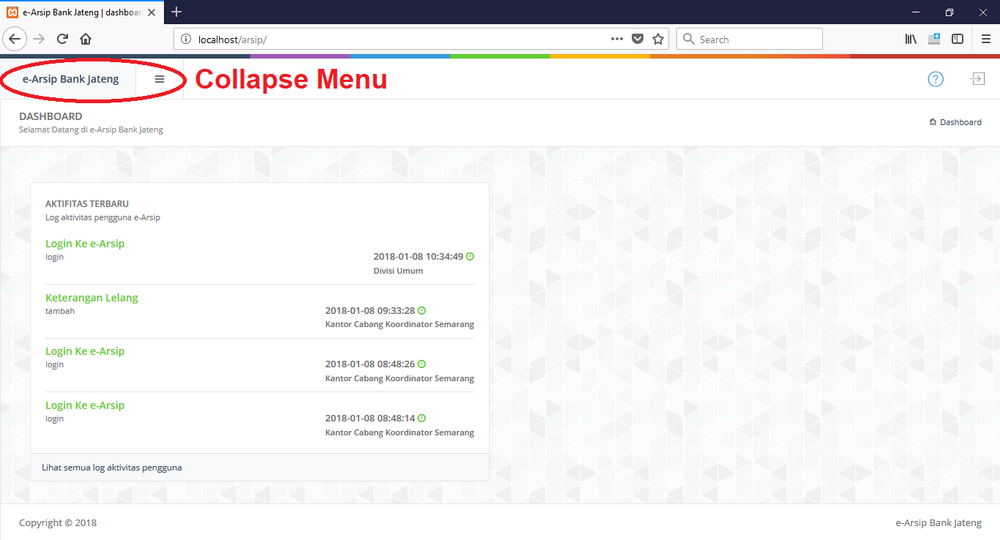 e-Arsip Bank Jateng | dashboar
localhost/arsip/
Search
e-Arsip Bank Jateng
Collapse Menu
?
DASHBOARD
Selamat Datang di e-Arsip Bank Jateng
Dashboard
AKTIFITAS TERBARU
Log aktivitas pengguna e-Arsip
Login Ke e-Arsip
login
2018-01-08 10:34:49
Divisi Umum
Keterangan Lelang
tambah
2018-01-08 09:33:28
Kantor Cabang Koordinator Semarang
Login Ke e-Arsip
login
2018-01-08 08:48:26
Kantor Cabang Koordinator Semarang
Login Ke e-Arsip
login
2018-01-08 08:48:14
Kantor Cabang Koordinator Semarang
Lihat semua log aktivitas pengguna
Copyright © 2018
e-Arsip Bank Jateng